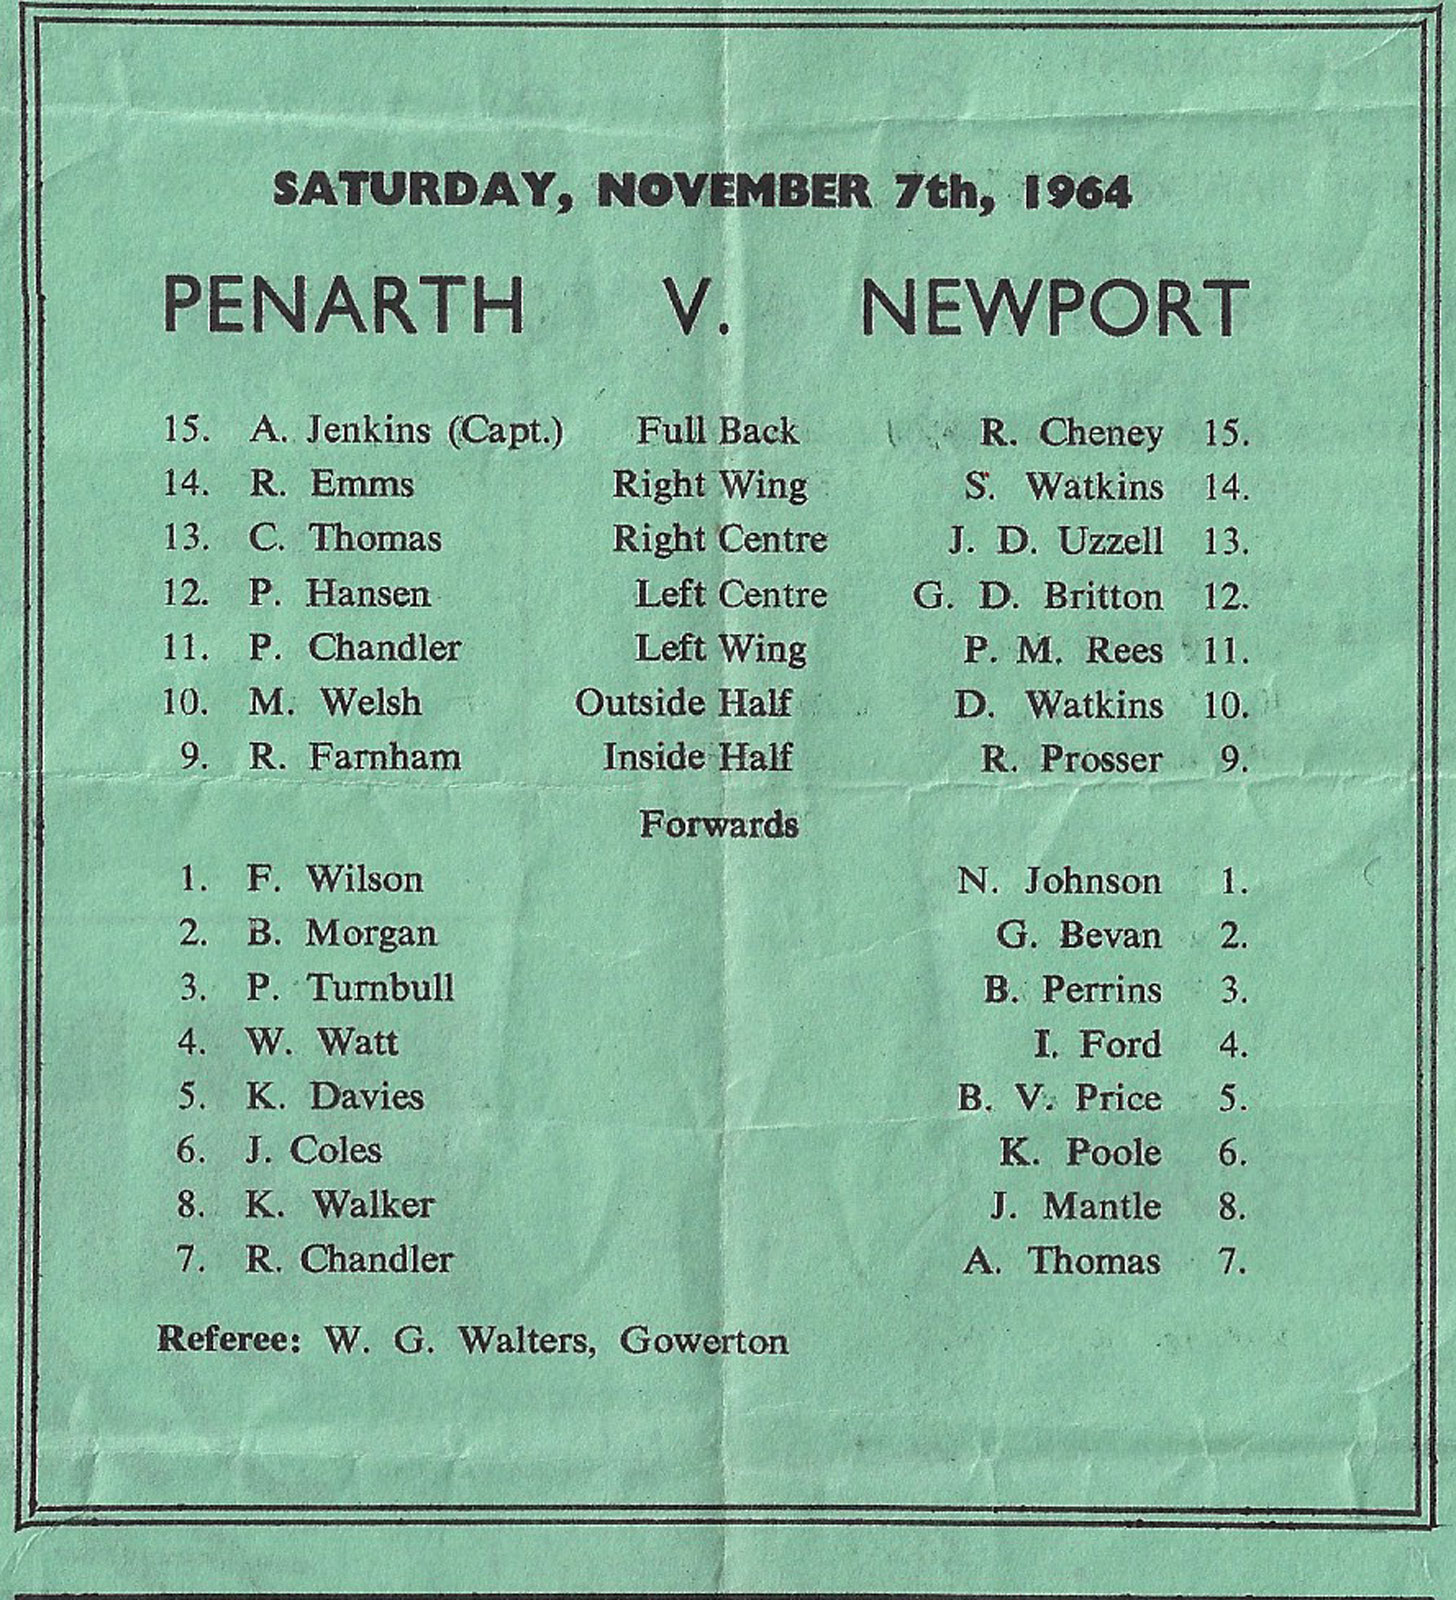 SATURDAY, NOVEMBER 7th, 1964
PENARTH V. NEWPORT
15. A. Jenkins (Capt.) Full Back R. Cheney 15.
14. R. Emms Right Wing S. Watkins 14.
13. C. Thomas Right Centre J. D. Uzzell 13.
12. P. Hansen Left Centre G. D. Britton 12.
11. P. Chandler Left Wing P. M. Rees 11.
10. M. Welsh Outside Half D. Watkins 10.
9. R. Farnham Inside Half R. Prosser 9.
Forwards
1. F. Wilson N. Johnson 1.
2. B. Morgan G. Bevan 2.
3. P. Turnbull B. Perrins 3.
4. W. Watt I. Ford 4.
5. K. Davies B. V. Price 5.
6. J. Coles K. Poole 6.
8. K. Walker J. Mantle 8.
7. R. Chandler A. Thomas 7.
Referee: W. G. Walters, Gowerton